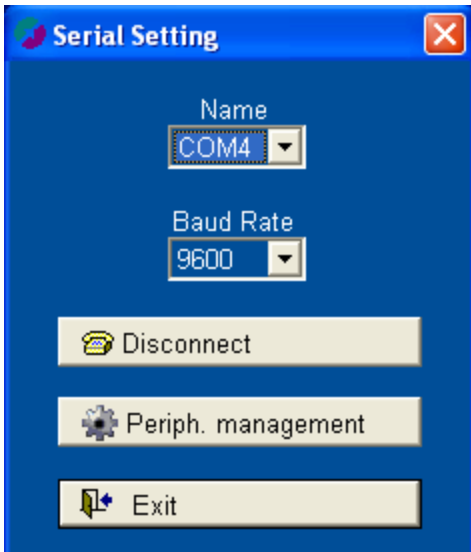 Serial Setting
Name
COM4
Baud Rate
9600
Disconnect
Periph. management
Exit